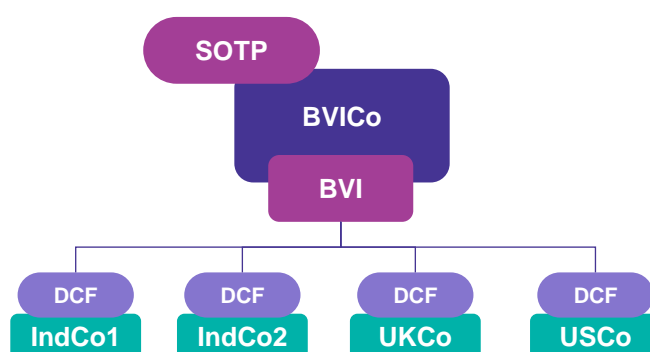 SOTP
BVICo
BVI
DCF DCF DCF DCF
IndCo1 IndCo2 UKCo USCo